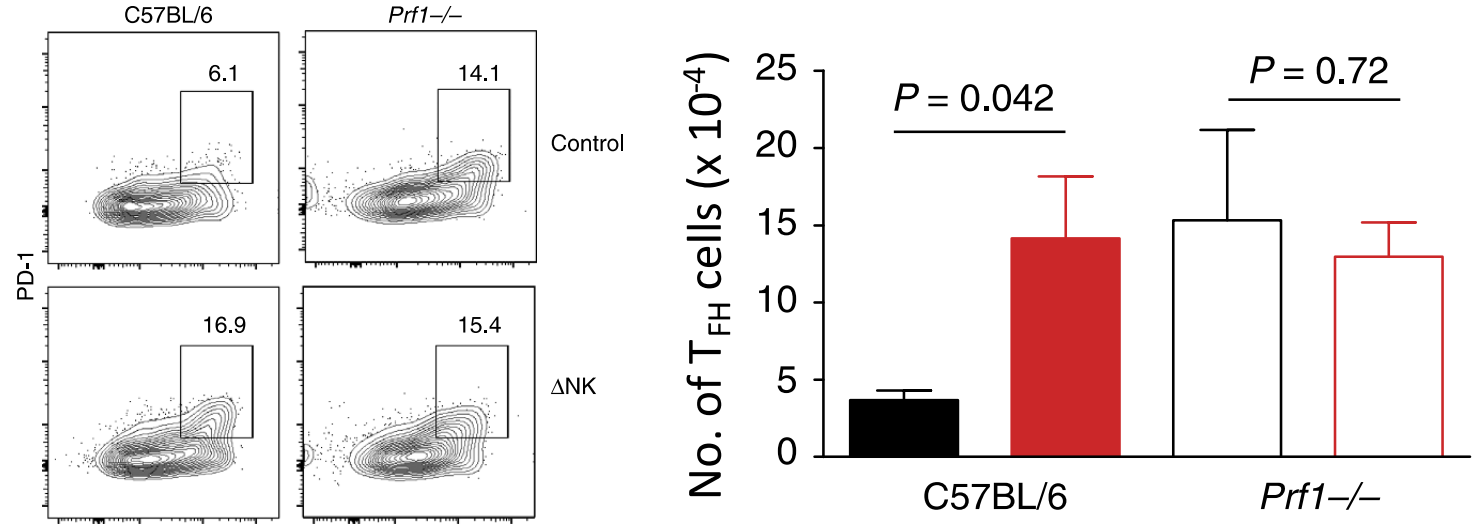 C57BL/6 Prf1–/–
6.1 14.1
Control
PD-1
16.9 15.4
ΔNK
No. of TFH cells (x 10-4)
25
20
15
10
5
0
P = 0.042
P = 0.72
C57BL/6 Prf1–/–